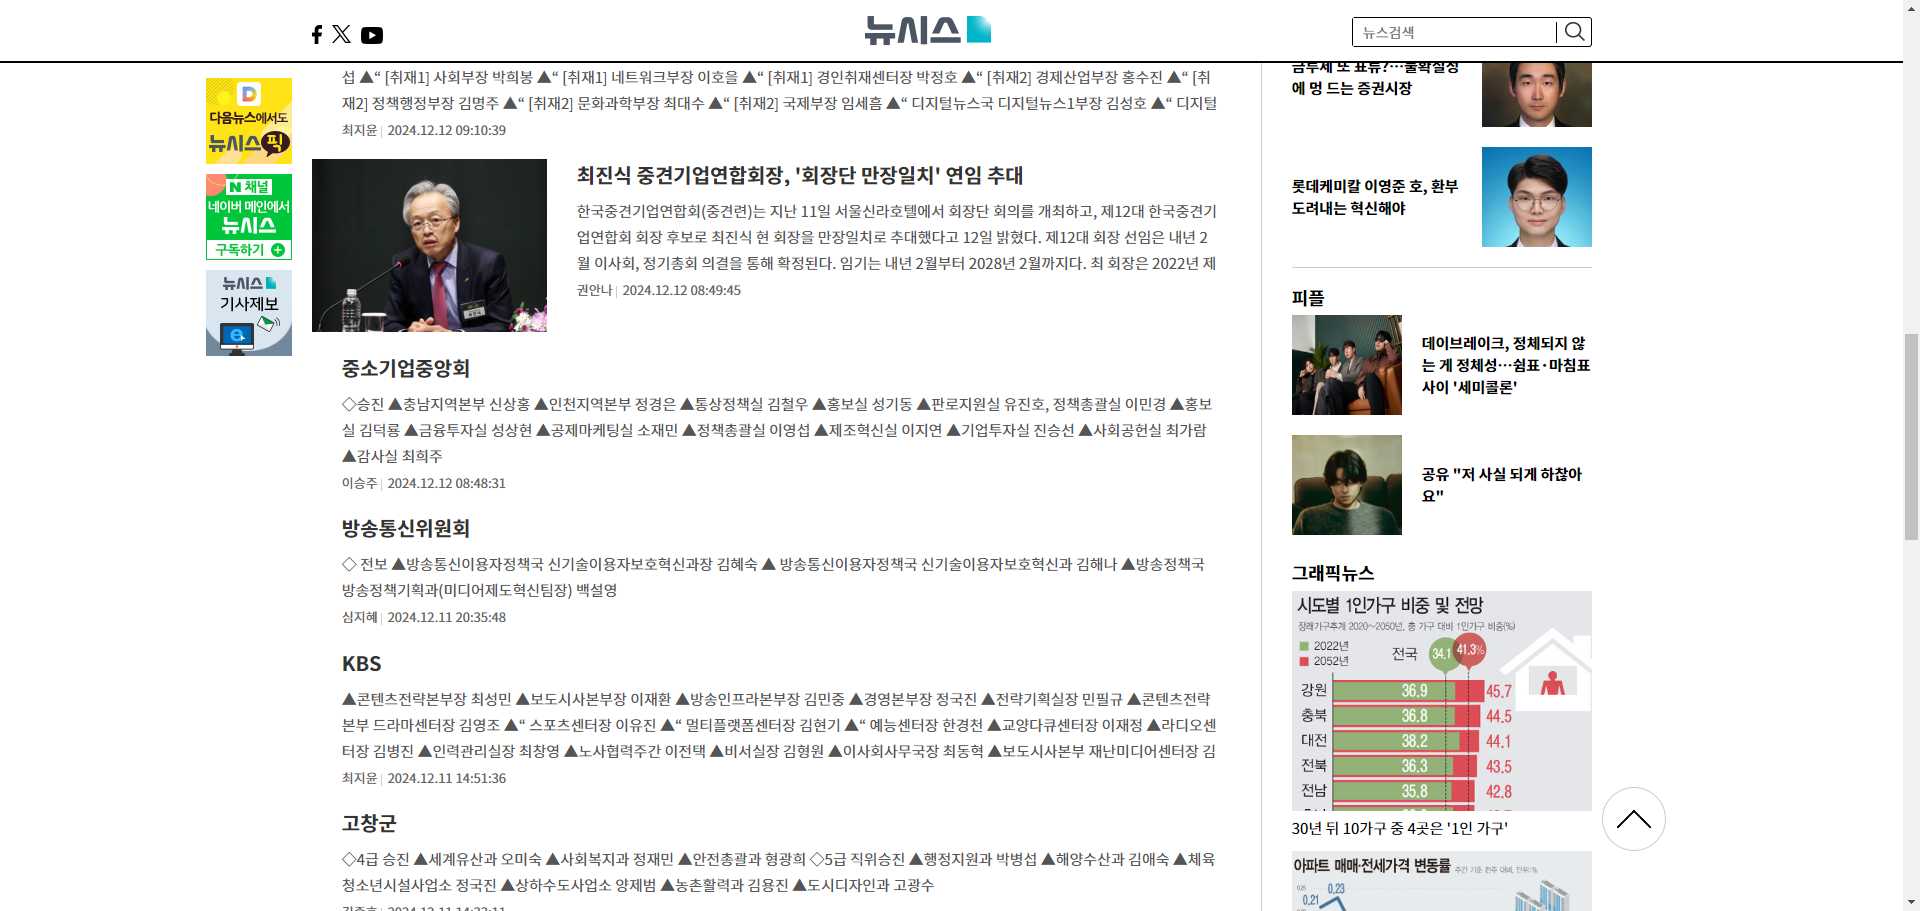 뉴시스
뉴스검색
다음뉴스에서도
뉴시스 픽
N 채널
네이버 메인에서
뉴시스
구독하기
뉴시스
기사제보
섭 ▲“ [취재1] 사회부장 박희봉 ▲“ [취재1] 네트워크부장 이호을 ▲“ [취재1] 경인취재센터장 박정호 ▲“ [취재2] 경제산업부장 홍수진 ▲“ [취
재2] 정책행정부장 김명주 ▲“ [취재2] 문화과학부장 최대수 ▲“ [취재2] 국제부장 임세흠 ▲“ 디지털뉴스국 디지털뉴스1부장 김성호 ▲“ 디지털
최지윤 2024.12.12 09:10:39
최진식 중견기업연합회장, '회장단 만장일치' 연임 추대
한국중견기업연합회(중견련)는 지난 11일 서울신라호텔에서 회장단 회의를 개최하고, 제12대 한국중견기
업연합회 회장 후보로 최진식 현 회장을 만장일치로 추대했다고 12일 밝혔다. 제12대 회장 선임은 내년 2
월 이사회, 정기총회 의결을 통해 확정된다. 임기는 내년 2월부터 2028년 2월까지다. 최 회장은 2022년 제
권안나 2024.12.12 08:49:45
중소기업중앙회
◇승진 ▲충남지역본부 신상홍 ▲인천지역본부 정경은 ▲통상정책실 김철우 ▲홍보실 성기동 ▲판로지원실 유진호, 정책총괄실 이민경 ▲홍보
실 김덕룡 ▲금융투자실 성상현 ▲공제마케팅실 소재민 ▲정책총괄실 이영섭 ▲제조혁신실 이지연 ▲기업투자실 진승선 ▲사회공헌실 최가람
▲감사실 최희주
이승주 2024.12.12 08:48:31
방송통신위원회
◇ 전보 ▲방송통신이용자정책국 신기술이용자보호혁신과장 김혜숙 ▲ 방송통신이용자정책국 신기술이용자보호혁신과 김해나 ▲방송정책국
방송정책기획과(미디어제도혁신팀장) 백설영
심지혜 2024.12.11 20:35:48
KBS
▲콘텐츠전략본부장 최성민 ▲보도시사본부장 이재환 ▲방송인프라본부장 김민중 ▲경영본부장 정국진 ▲전략기획실장 민필규 ▲콘텐츠전략
본부 드라마센터장 김영조 ▲“ 스포츠센터장 이유진 ▲“ 멀티플랫폼센터장 김현기 ▲“ 예능센터장 한경천 ▲교양다큐센터장 이재정 ▲라디오센
터장 김병진 ▲인력관리실장 최창영 ▲노사협력주간 이전택 ▲비서실장 김형원 ▲이사회사무국장 최동혁 ▲보도시사본부 재난미디어센터장 김
최지윤 2024.12.11 14:51:36
고창군
◇4급 승진 ▲세계유산과 오미숙 ▲사회복지과 정재민 ▲안전총괄과 형광희 ◇5급 직위승진 ▲행정지원과 박병섭 ▲해양수산과 김애숙 ▲체육
청소년시설사업소 정국진 ▲상하수도사업소 양제범 ▲농촌활력과 김용진 ▲도시디자인과 고광수
금투세 또 표류?…불확실성
에 멍 드는 증권시장
롯데케미칼 이영준 호, 환부
도려내는 혁신해야
피플
데이브레이크, 정체되지 않
는 게 정체성…쉼표·마침표
사이 '세미콜론'
공유 "저 사실 되게 하찮아
요"
그래픽뉴스
시도별 1인가구 비중 및 전망
장래가구추계 2020~2050년, 총 가구 대비 1인가구 비중(%)
2022년
2052년
전국 34.1 41.3%
강원 36.9 45.7
충북 36.8 44.5
대전 38.2 44.1
전북 36.3 43.5
전남 35.8 42.8
30년 뒤 10가구 중 4곳은 '1인 가구'
아파트 매매·전세가격 변동률
0.23
0.21